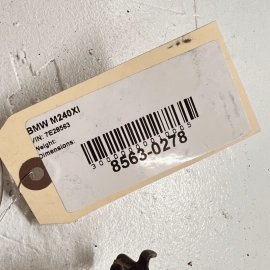 BMW M240XI
VIN: 7E28563
Weight:
Dimensions:
8563-0278